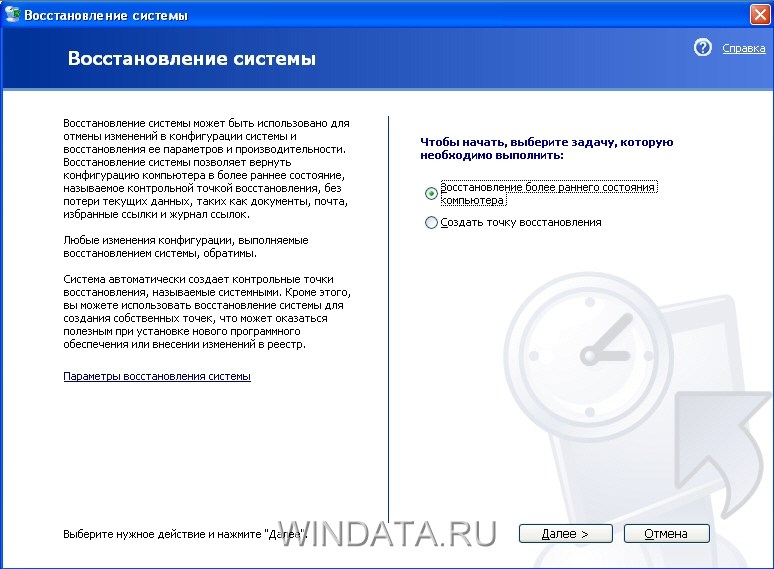 Восстановление системы
Восстановление системы
Справка
Восстановление системы может быть использовано для
отмены изменений в конфигурации системы и
восстановления ее параметров и производительности.
Восстановление системы позволяет вернуть
конфигурацию компьютера в более раннее состояние,
называемое контрольной точкой восстановления, без
потери текущих данных, таких как документы, почта,
избранные ссылки и журнал ссылок.
Любые изменения конфигурации, выполняемые
восстановлением системы, обратимы.
Система автоматически создает контрольные точки
восстановления, называемые системными. Кроме этого,
вы можете использовать восстановление системы для
создания собственных точек, что может оказаться
полезным при установке нового программного
обеспечения или внесении изменений в реестр.
Параметры восстановления системы
Чтобы начать, выберите задачу, которую
необходимо выполнить:
Восстановление более раннего состояния
компьютера
Создать точку восстановления
Выберите нужное действие и нажмите "Далее".
WINDATA.RU
Далее >
Отмена